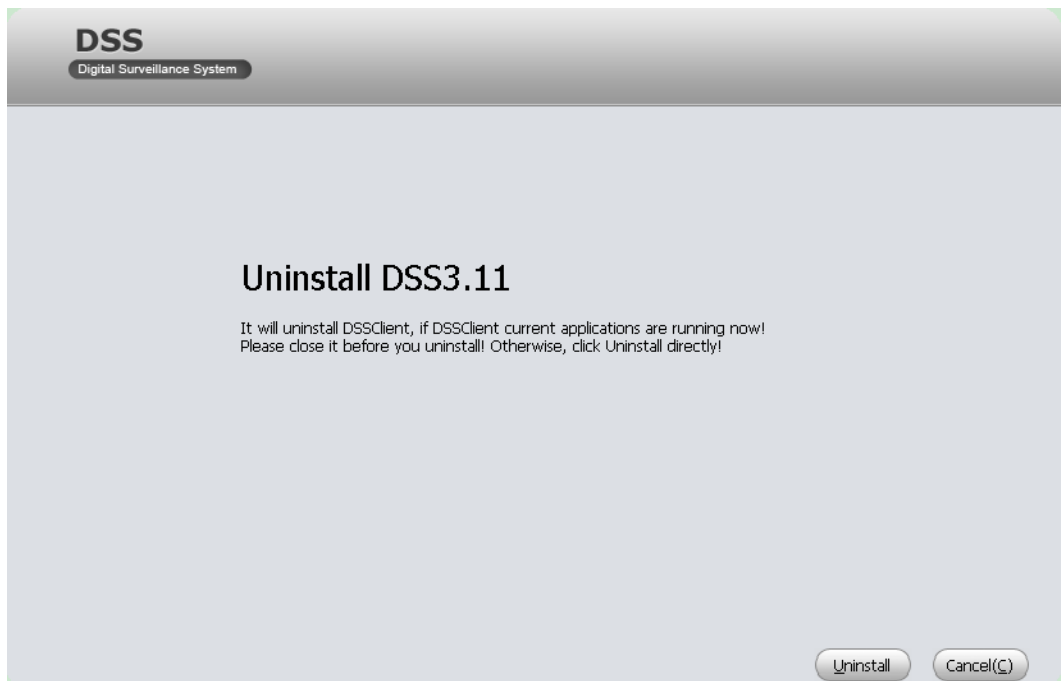 DSS
Digital Surveillance System
Uninstall DSS3.11
It will uninstall DSSClient, if DSSClient current applications are running now!
Please close it before you uninstall! Otherwise, click Uninstall directly!
Uninstall
Cancel(C)